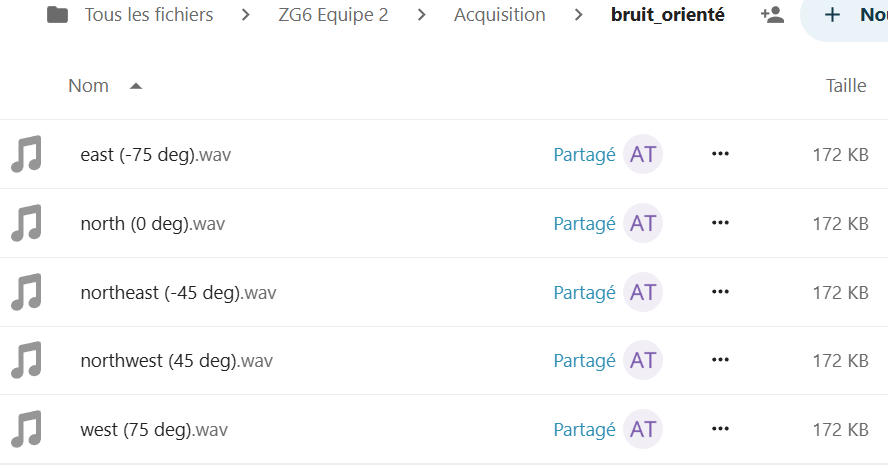 Tous les fichiers > ZG6 Equipe 2 > Acquisition > bruit_orienté + No
Nom Taille
east (-75 deg).wav Partagé AT ... 172 KB
north (0 deg).wav Partagé AT ... 172 KB
northeast (-45 deg).wav Partagé AT ... 172 KB
northwest (45 deg).wav Partagé AT ... 172 KB
west (75 deg).wav Partagé AT ... 172 KB